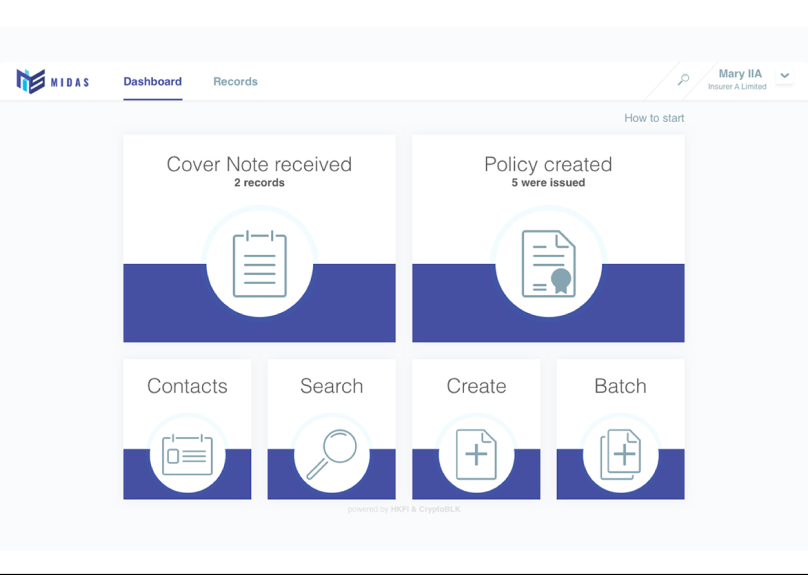 MIDAS
Dashboard
Records
Mary IIA
Insurer A Limited
How to start
Cover Note received
2 records
Policy created
5 were issued
Contacts
Search
Create
Batch
powered by HKFI & CryptoBLK